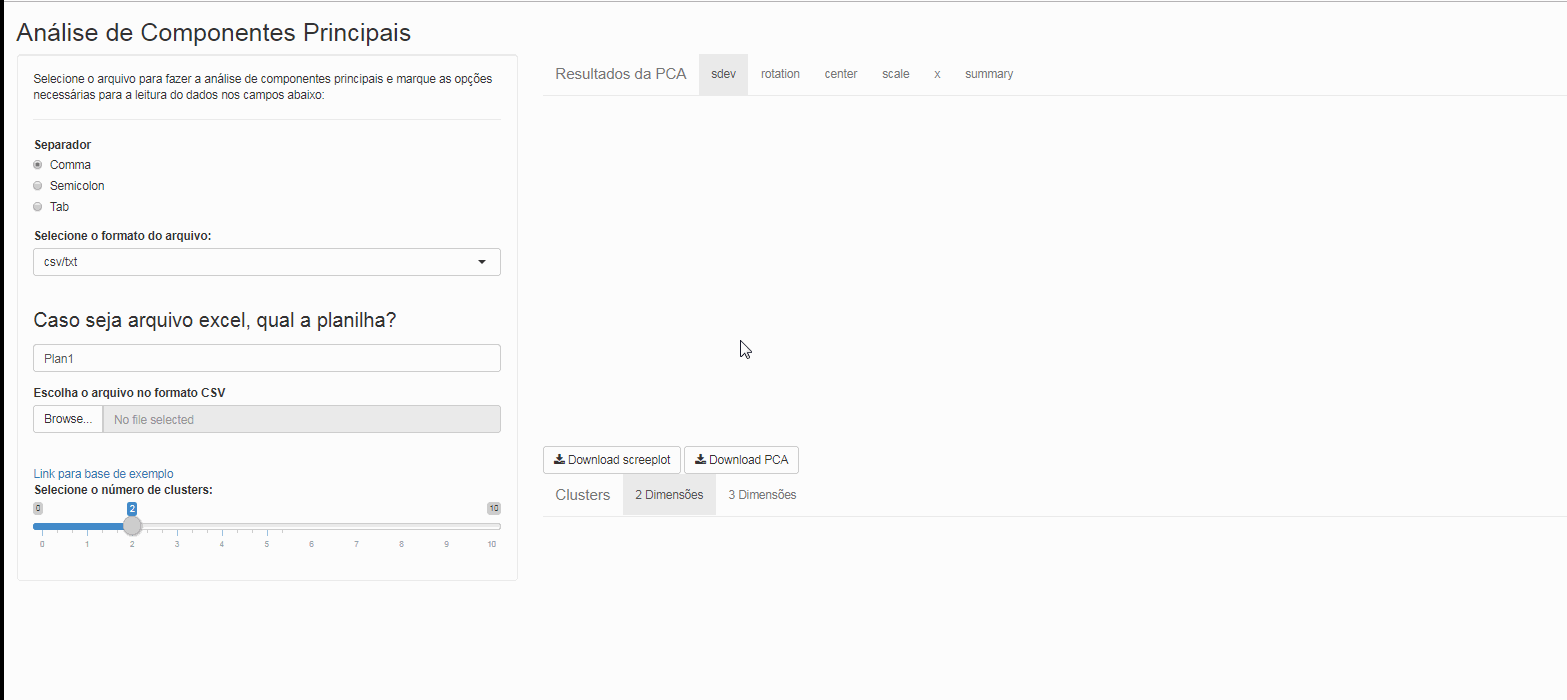 Análise de Componentes Principais
Selecione o arquivo para fazer a análise de componentes principais e marque as opções
necessárias para a leitura do dados nos campos abaixo:
Separador
Comma
Semicolon
Tab
Selecione o formato do arquivo:
csv/txt
Caso seja arquivo excel, qual a planilha?
Plan1
Escolha o arquivo no formato CSV
Browse... No file selected
Link para base de exemplo
Selecione o número de clusters:
0 2 10
0 1 2 3 4 5 6 7 8 9 10
Resultados da PCA sdev rotation center scale x summary
Download screeplot Download PCA
Clusters 2 Dimensões 3 Dimensões